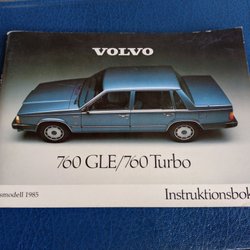 VOLVO
760 GLE/760 Turbo
smodell 1985
Instruktionsbok